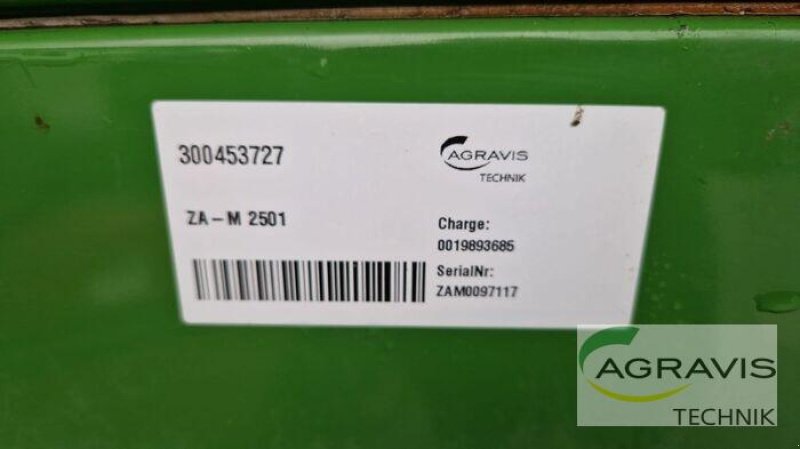 300453727
AGRAVIS
TECHNIK
ZA-M 2501
Charge:
0019893685
SerialNr:
ZAM0097117
AGRAVIS
TECHNIK